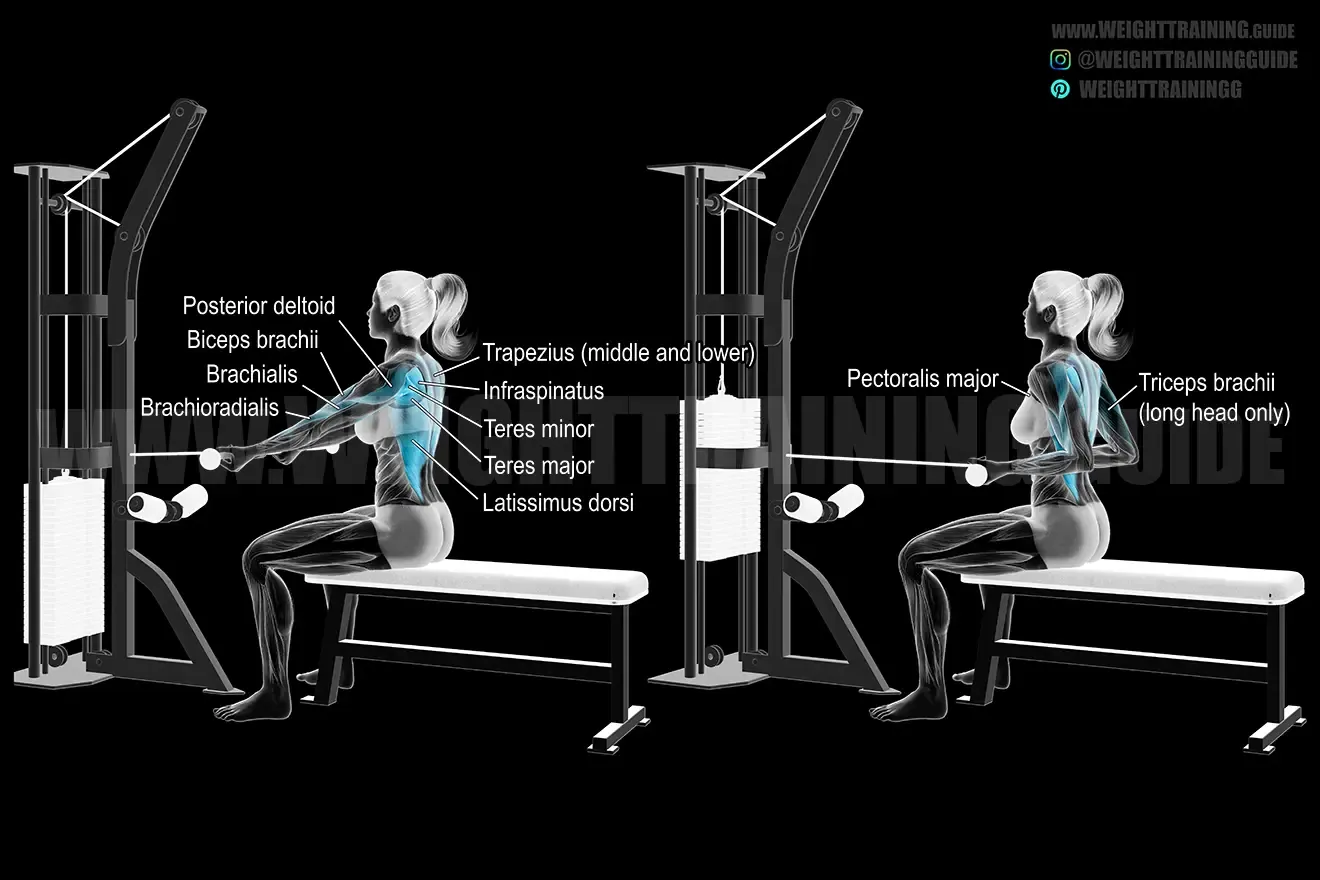 www.WEIGHTTRAINING.GUIDE
@WEIGHTTRAININGGUIDE
WEIGHTTRAININGG
Posterior deltoid
Biceps brachii
Brachialis
Brachioradialis
Trapezius (middle and lower)
Infraspinatus
Teres minor
Teres major
Latissimus dorsi
Pectoralis major
Triceps brachii
(long head only)
WWW.WEIGHTTRAINING.GUIDE